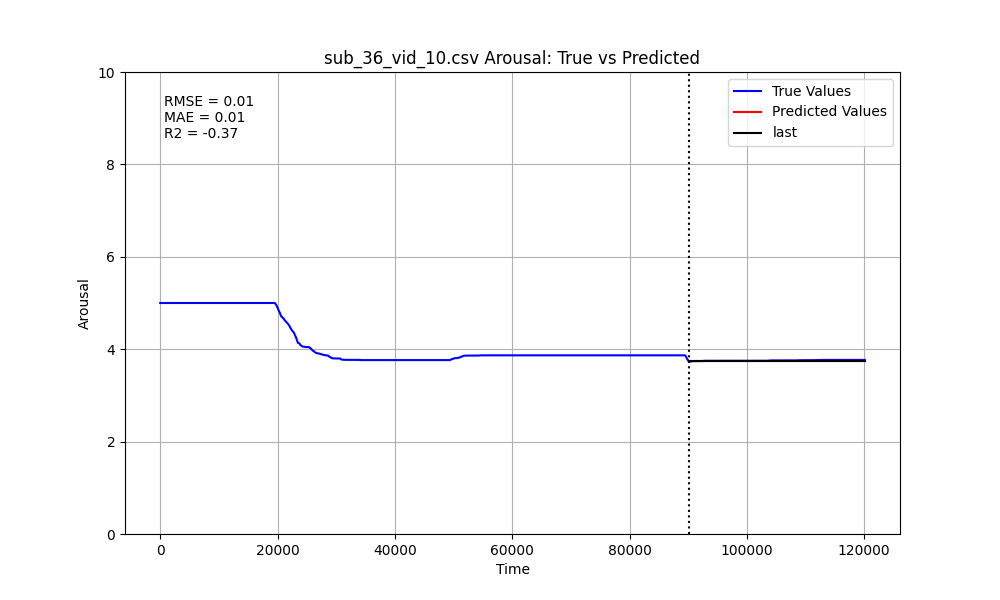 sub_36_vid_10.csv Arousal: True vs Predicted
RMSE = 0.01
MAE = 0.01
R2 = -0.37
True Values
Predicted Values
last
Arousal
10
8
6
4
2
0
0
20000
40000
60000
80000
100000
120000
Time